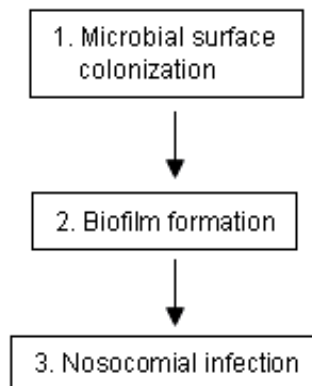 1. Microbial surface
colonization
2. Biofilm formation
3. Nosocomial infection